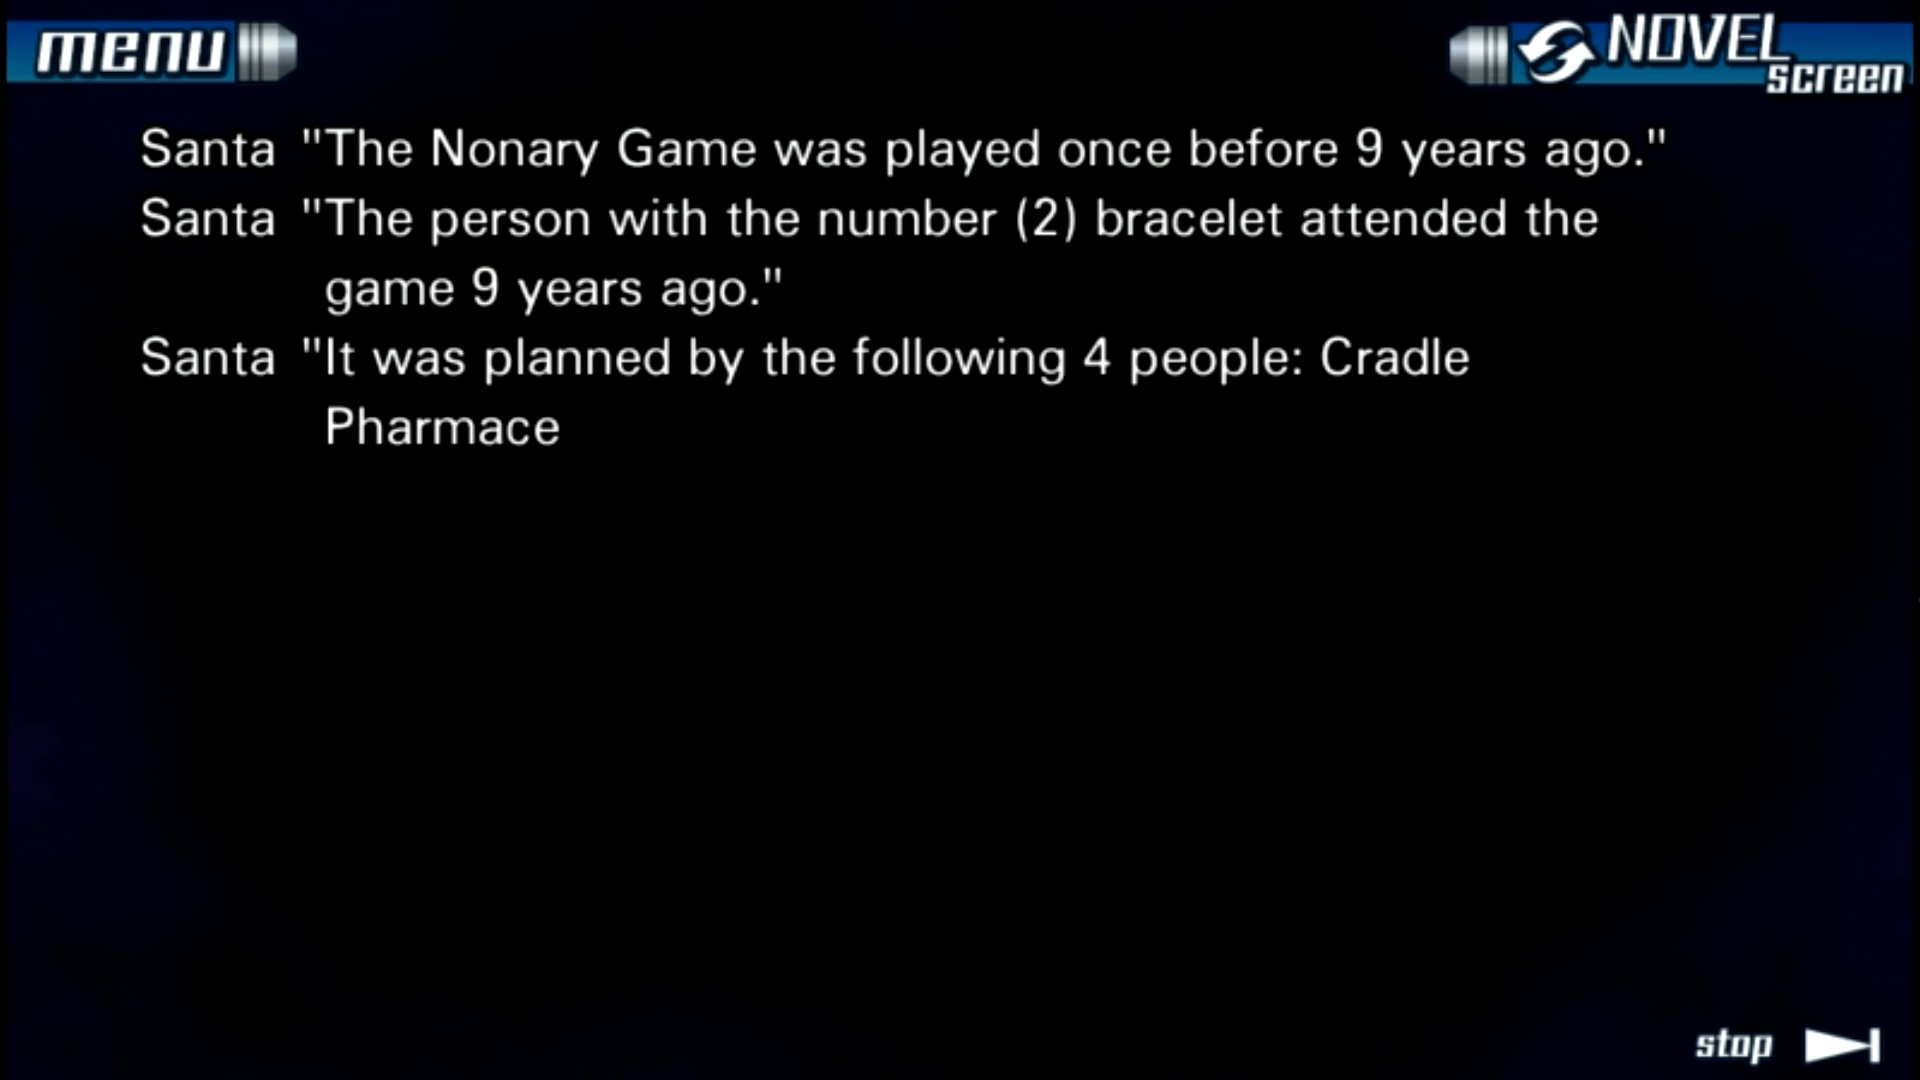 menu
NOVEL
screen
Santa "The Nonary Game was played once before 9 years ago."
Santa "The person with the number (2) bracelet attended the
game 9 years ago."
Santa "It was planned by the following 4 people: Cradle
Pharmace
stop